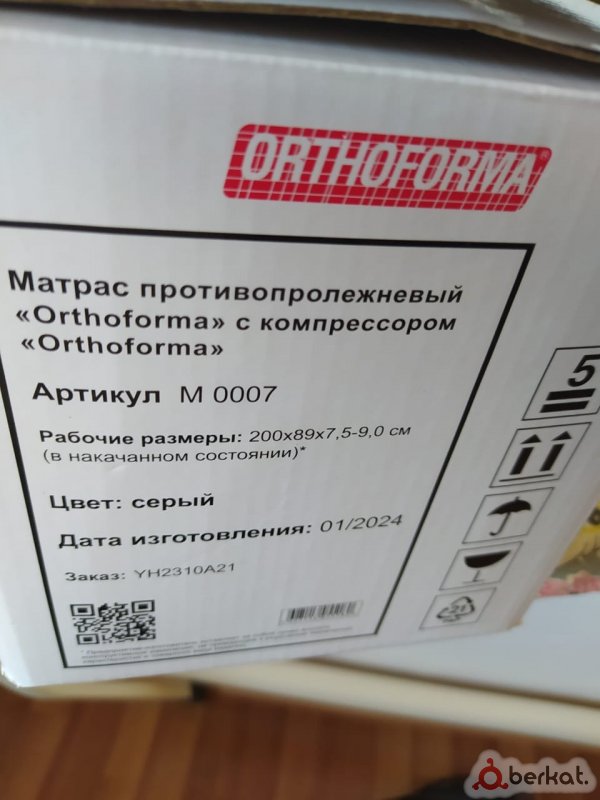 ORTHOFORMA®
Матрас противопролежневый
«Orthoforma» с компрессором
«Orthoforma»
Артикул М 0007
Рабочие размеры: 200х89х7,5-9,0 см
(в накачанном состоянии)*
Цвет: серый
Дата изготовления: 01/2024
Заказ: YH2310A21
5
21
berkat.